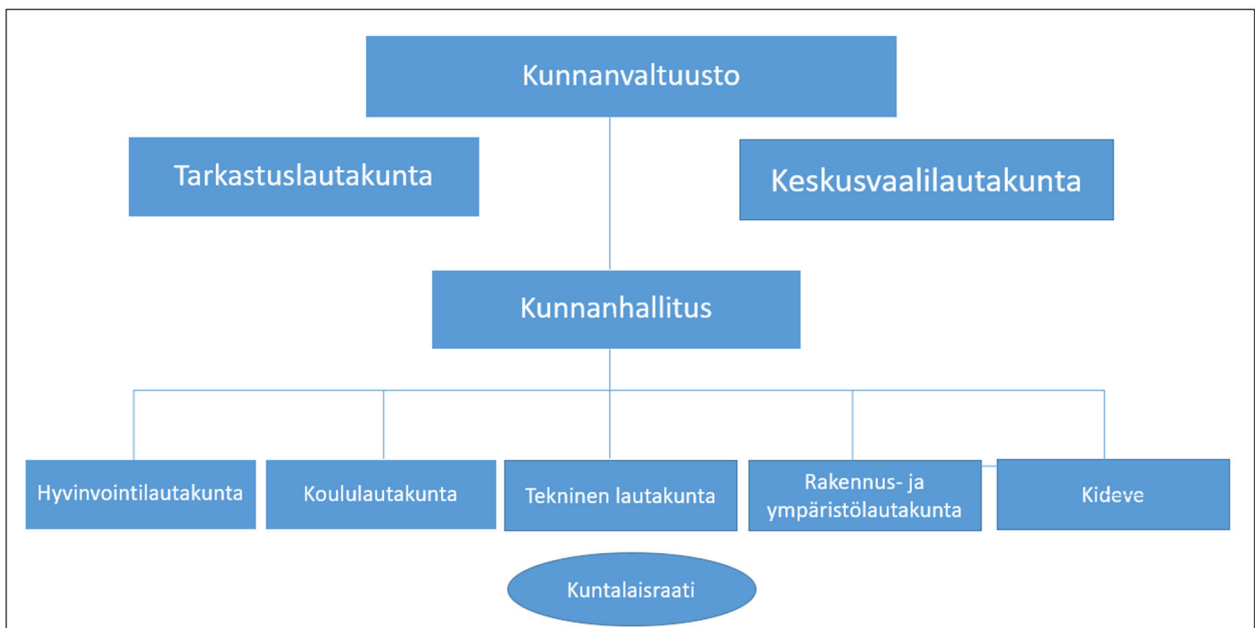 Kunnanvaltuusto
Tarkastuslautakunta
Keskusvaalilautakunta
Kunnanhallitus
Hyvinvointilautakunta
Koululautakunta
Tekninen lautakunta
Rakennus- ja
ympäristölautakunta
Kideve
Kuntalaisraati